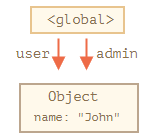 <global>
user admin
Object
name: "John"